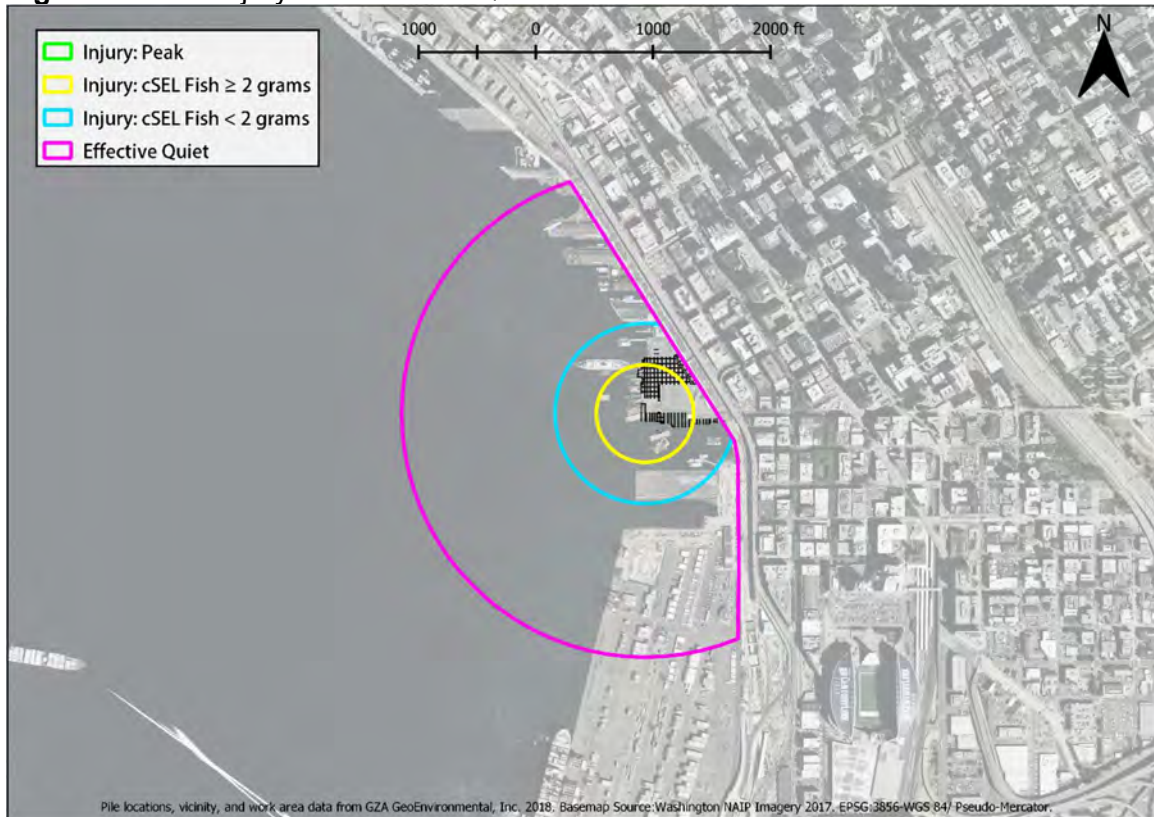 1000 0 1000 2000 ft
N
Injury: Peak
Injury: cSEL Fish ≥ 2 grams
Injury: cSEL Fish < 2 grams
Effective Quiet
Pile locations, vicinity, and work area data from GZA GeoEnvironmental, Inc. 2018. Basemap Source:Washington NAIP Imagery 2017. EPSG:3856-WGS 84/ Pseudo-Mercator.